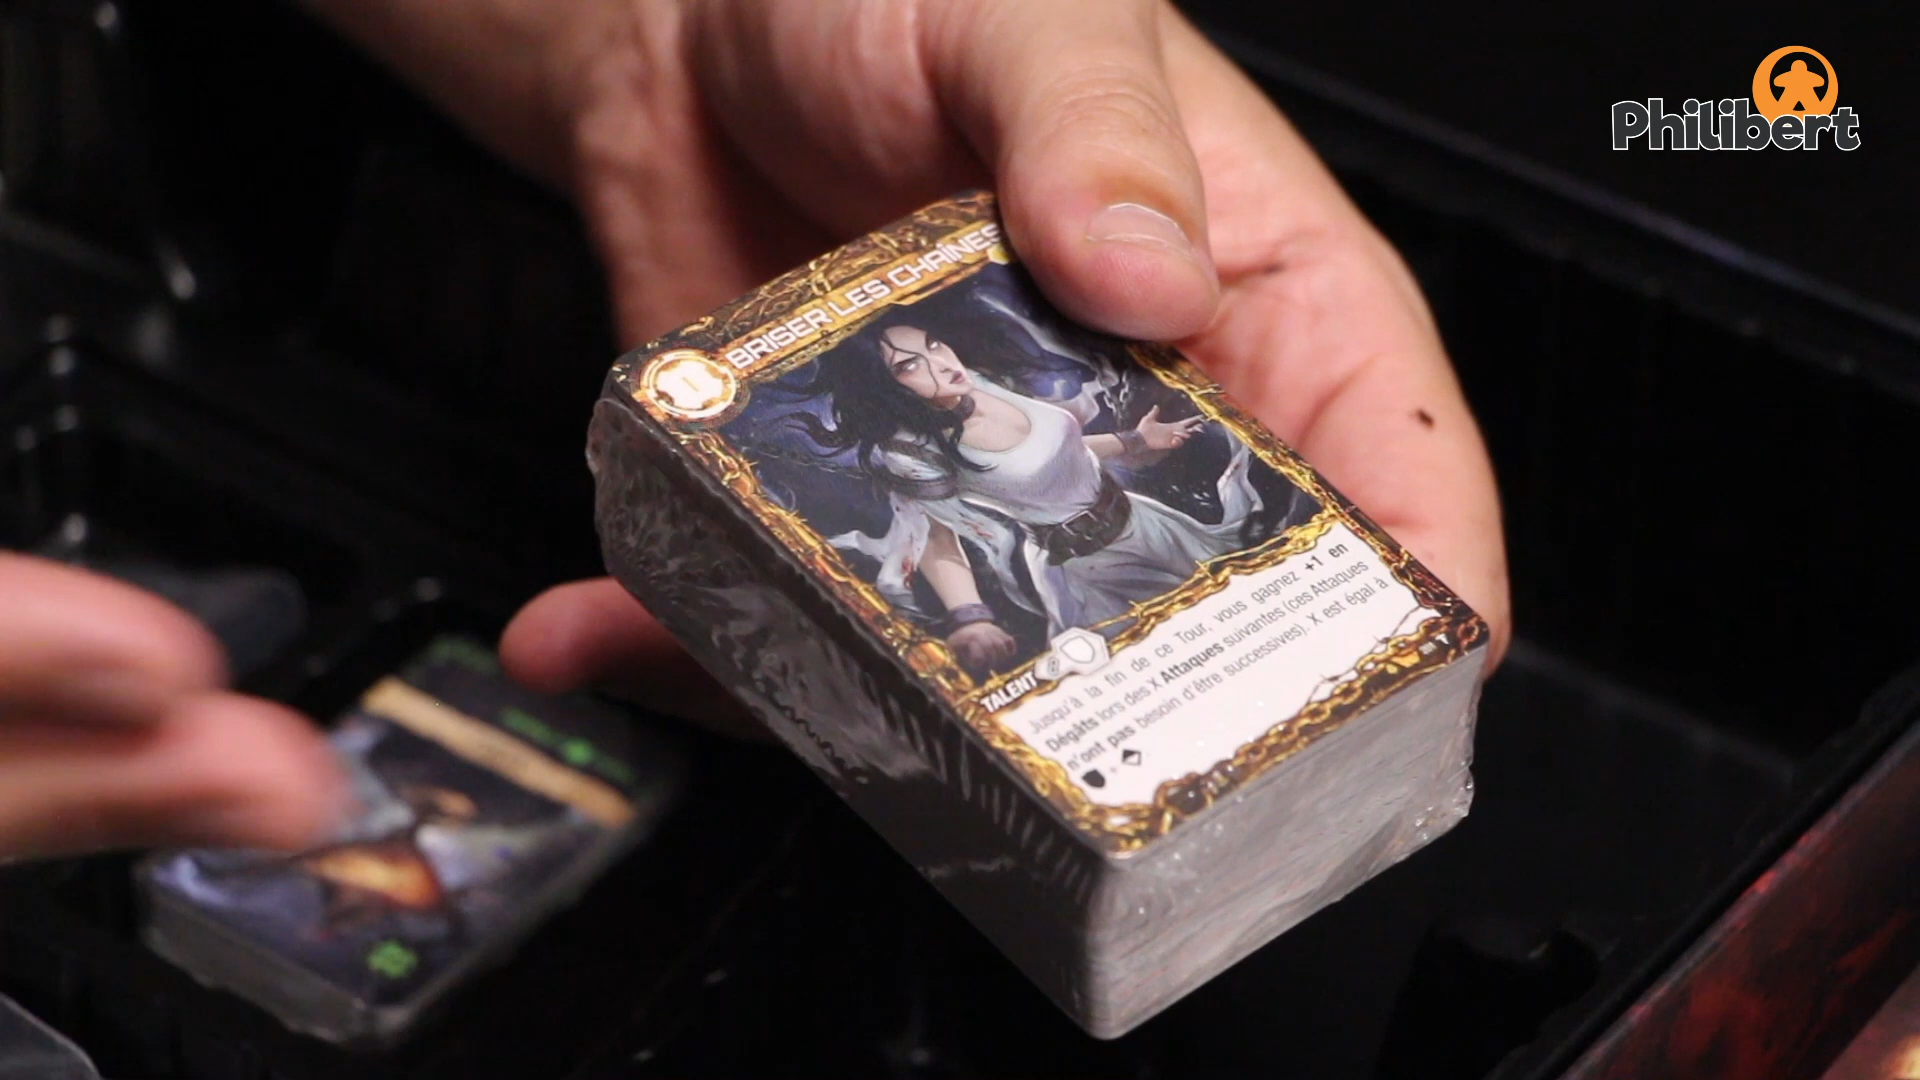 Philibert
1
BRISER LES CHAÎNES
TALENT
Jusqu'à la fin de ce Tour, vous gagnez +1 en
Dégâts lors des X Attaques suivantes (ces Attaques
n'ont pas besoin d'être successives). X est égal à